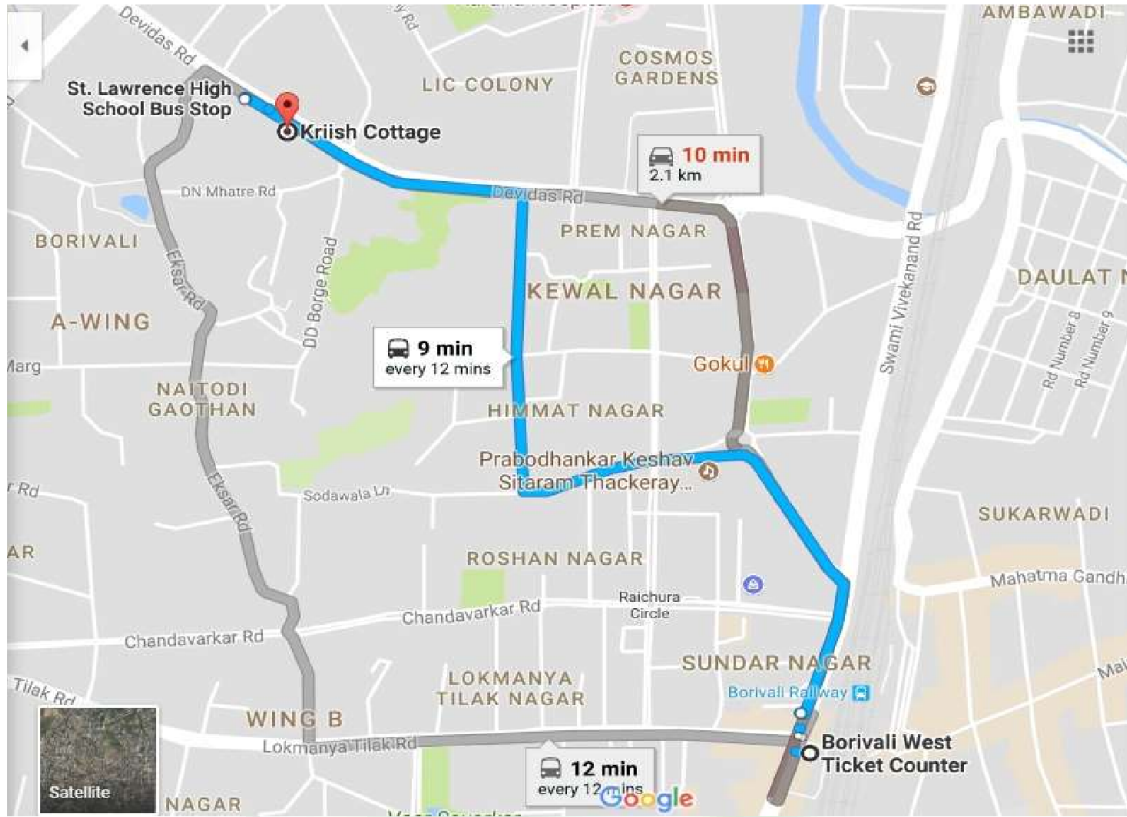 AMBAWADI
Devidas Rd
COSMOS
GARDENS
LIC COLONY
St. Lawrence High
School Bus Stop
Kriish Cottage
10 min
2.1 km
DN Mhatre Rd
Devidas Rd
PREM NAGAR
BORIVALI
Eksar Rd
DD Borge Road
Swami Vivekanand Rd
DAULAT N
KEWAL NAGAR
A-WING
9 min
every 12 mins
Gokul
Rd Number 8
Rd Number 9
Marg
NAITODI
GAOTHAN
HIMMAT NAGAR
Prabodhankar Keshav
Sitaram Thackeray...
r Rd
Eksar Rd
Sodawala Ln
SUKARWADI
AR
ROSHAN NAGAR
Mahatma Gandh
Raichura
Circle
Chandavarkar Rd
Chandavarkar Rd
SUNDAR NAGAR
LOKMANYA
TILAK NAGAR
Borivali Railway
Mai
Tilak Rd
WING B
Lokmanya Tilak Rd
Borivali West
Ticket Counter
12 min
every 12 mins
Google
Satellite
NAGAR